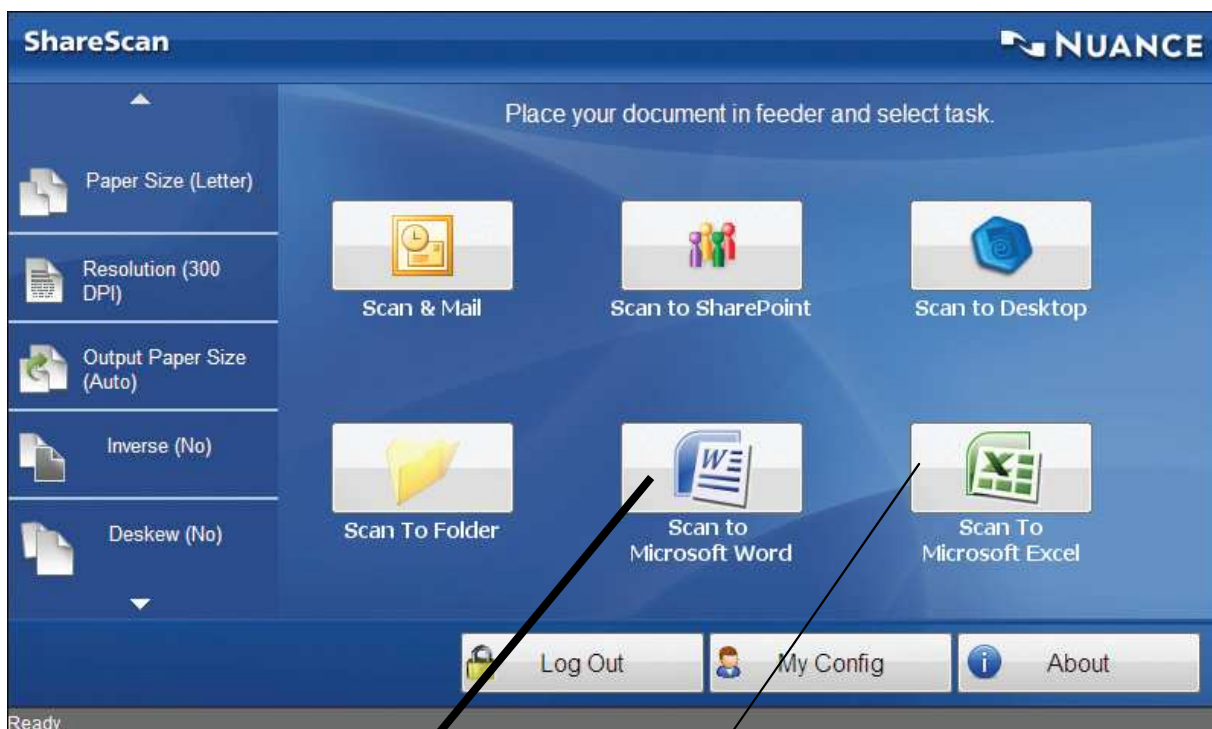 ShareScan
NUANCE
Place your document in feeder and select task.
Paper Size (Letter)
Resolution (300
DPI)
Output Paper Size
(Auto)
Inverse (No)
Deskew (No)
Scan & Mail
Scan to SharePoint
Scan to Desktop
Scan To Folder
Scan to
Microsoft Word
Scan To
Microsoft Excel
Log Out
My Config
About
Ready